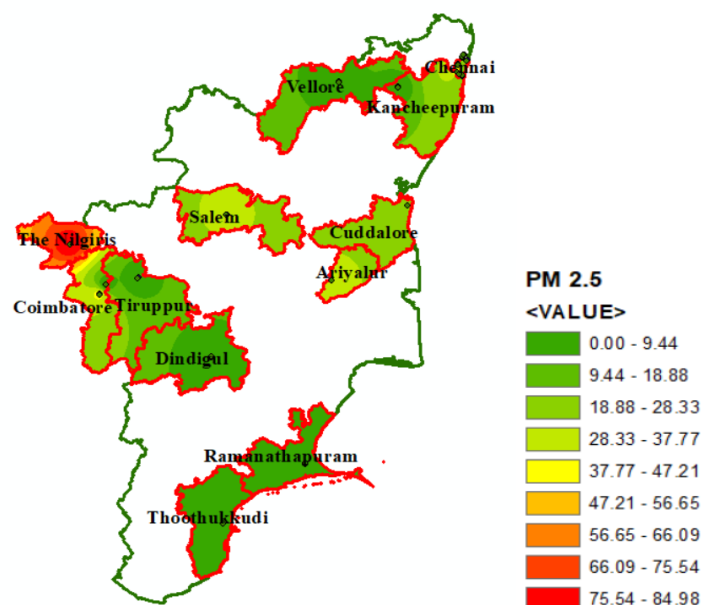 Chennai
Vellore
Kancheepuram
Salem
Cuddalore
The Nilgiris
Ariyalur
Coimbatore
Tiruppur
Dindigul
Ramanathapuram
Thoothukkudi
PM 2.5
<VALUE>
0.00 - 9.44
9.44 - 18.88
18.88 - 28.33
28.33 - 37.77
37.77 - 47.21
47.21 - 56.65
56.65 - 66.09
66.09 - 75.54
75.54 - 84.98